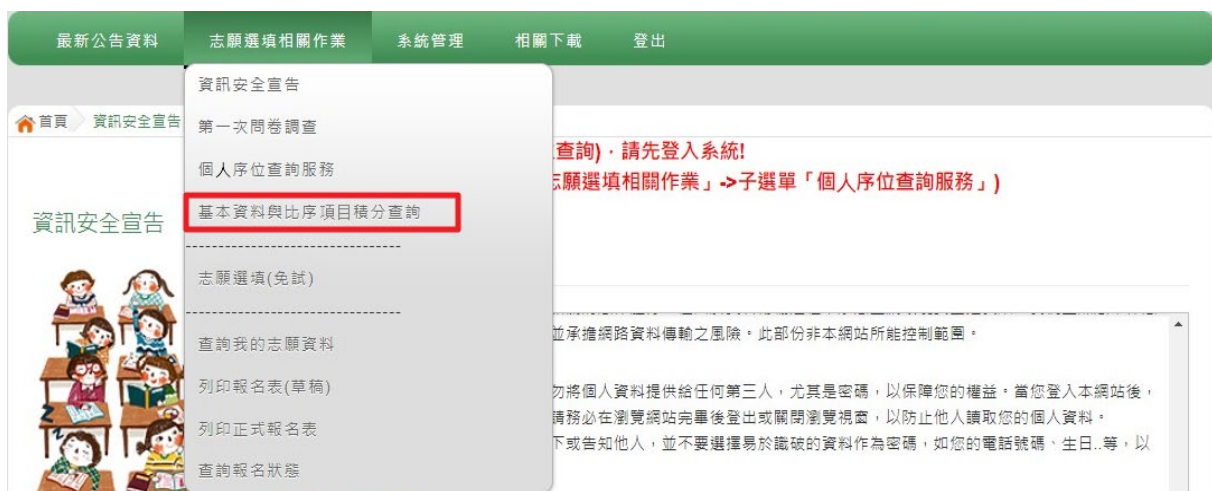 最新公告資料 志願選填相關作業 系統管理 相關下載 登出
資訊安全宣告
第一次問卷調查
個人序位查詢服務
基本資料與比序項目積分查詢
---------------------------------
志願選填(免試)
---------------------------------
查詢我的志願資料
列印報名表(草稿)
列印正式報名表
查詢報名狀態
首頁 資訊安全宣告
查詢)，請先登入系統!
志願選填相關作業」->子選單「個人序位查詢服務」)
資訊安全宣告
並承擔網路資料傳輸之風險。此部份非本網站所能控制範圍。
勿將個人資料提供給任何第三人，尤其是密碼，以保障您的權益。當您登入本網站後，
請務必在瀏覽網站完畢後登出或關閉瀏覽視窗，以防止他人讀取您的個人資料。
下或告知他人，並不要選擇易於識破的資料作為密碼，如您的電話號碼、生日..等，以